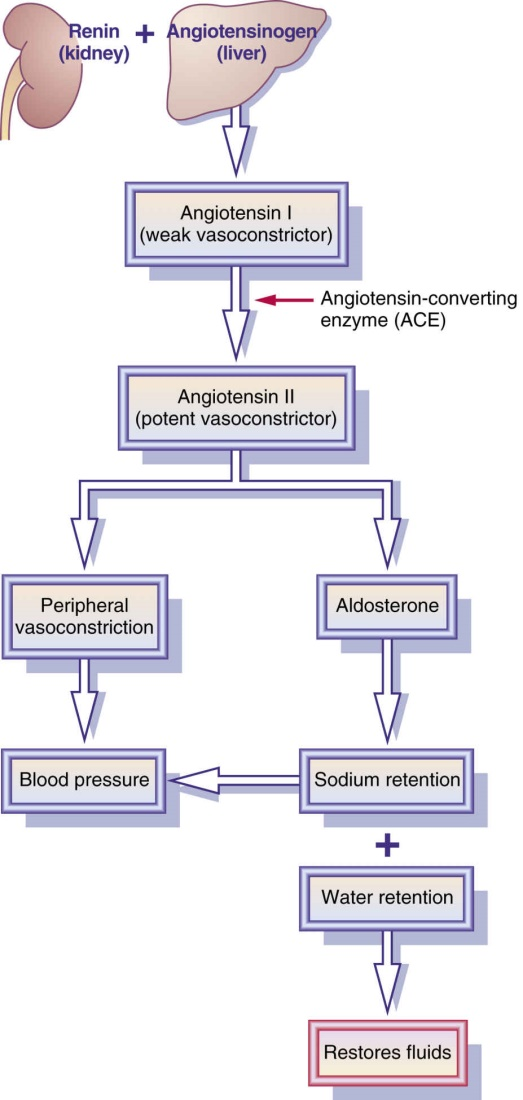 Renin + Angiotensinogen
(kidney) (liver)
Angiotensin I
(weak vasoconstrictor)
Angiotensin-converting
enzyme (ACE)
Angiotensin II
(potent vasoconstrictor)
Peripheral
vasoconstriction
Aldosterone
Blood pressure
Sodium retention
+
Water retention
Restores fluids